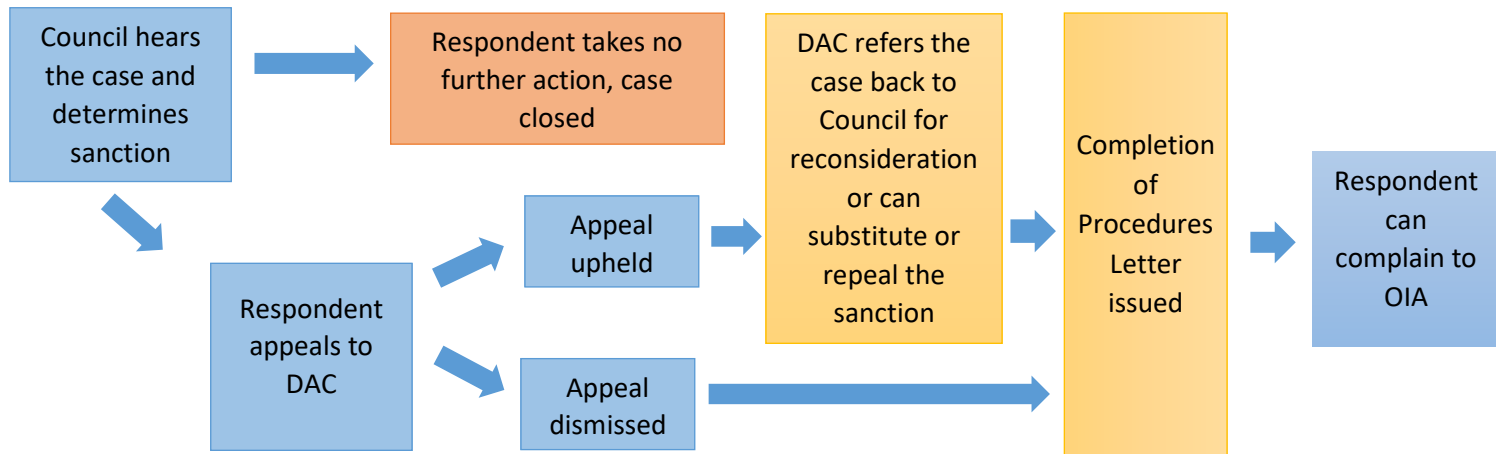 Council hears
the case and
determines
sanction
Respondent takes no
further action, case
closed
Respondent
appeals to
DAC
Appeal
upheld
Appeal
dismissed
DAC refers the
case back to
Council for
reconsideration
or can
substitute or
repeal the
sanction
Completion
of
Procedures
Letter
issued
Respondent
can
complain to
OIA